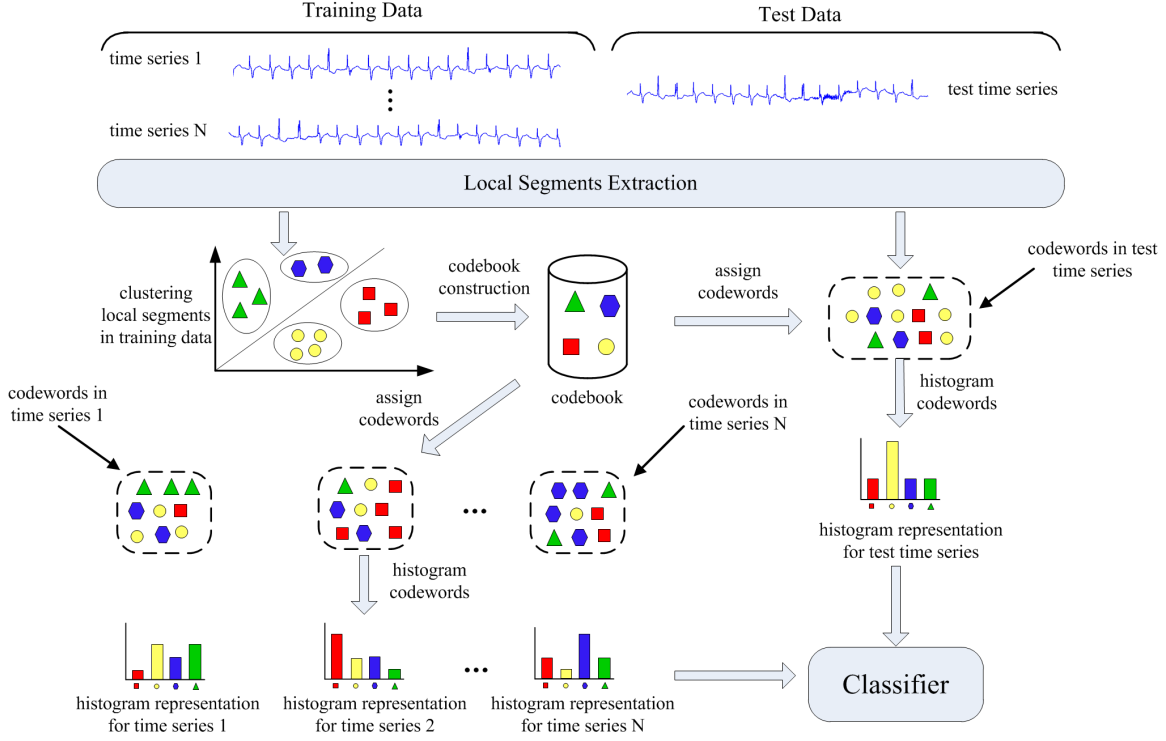 Training Data
Test Data
time series 1
time series N
test time series
Local Segments Extraction
clustering
local segments
in training data
codebook
construction
assign
codewords
codewords in test
time series
codebook
histogram
codewords
codewords in
time series 1
assign
codewords
codewords in
time series N
histogram representation
for test time series
histogram
codewords
histogram representation
for time series 1
histogram representation
for time series 2
histogram representation
for time series N
Classifier